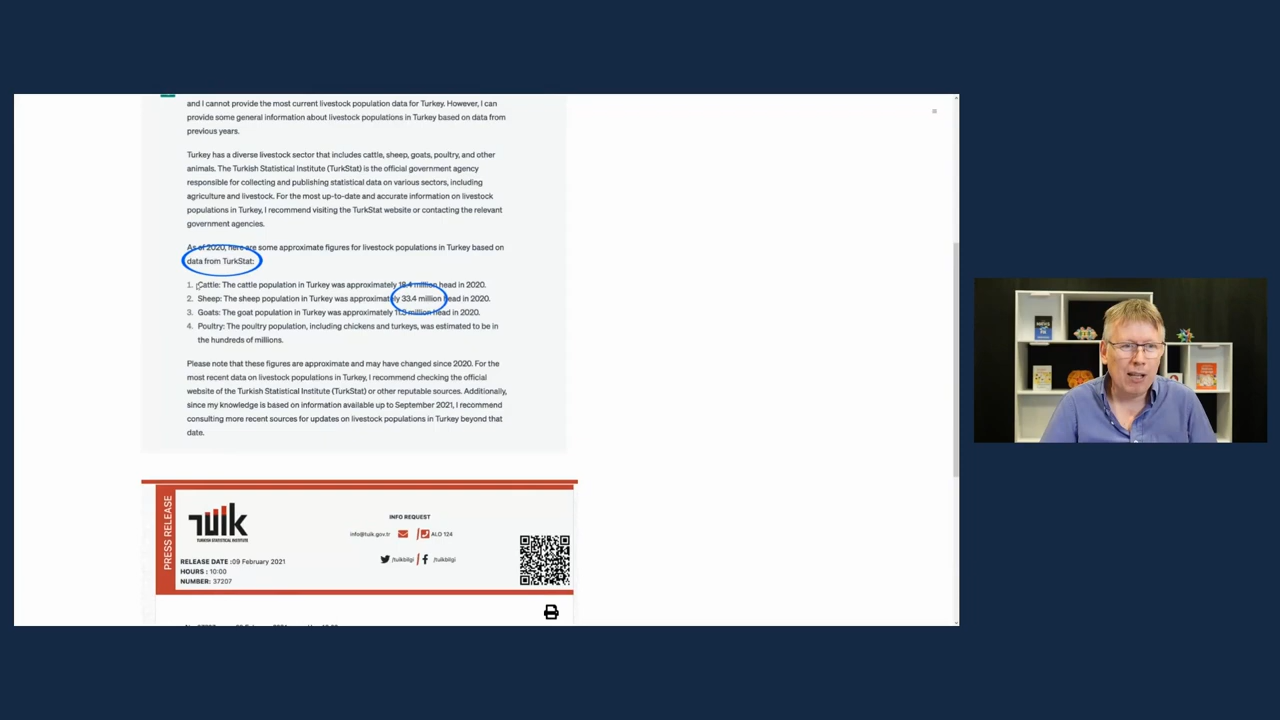 and I cannot provide the most current livestock population data for Turkey. However, I can
provide some general information about livestock populations in Turkey based on data from
previous years.
Turkey has a diverse livestock sector that includes cattle, sheep, goats, poultry, and other
animals. The Turkish Statistical Institute (TurkStat) is the official government agency
responsible for collecting and publishing statistical data on various sectors, including
agriculture and livestock. For the most up-to-date and accurate information on livestock
populations in Turkey, I recommend visiting the TurkStat website or contacting the relevant
government agencies.
As of 2020, here are some approximate figures for livestock populations in Turkey based on
data from TurkStat:
1. Cattle: The cattle population in Turkey was approximately 18.4 million head in 2020.
2. Sheep: The sheep population in Turkey was approximately 33.4 million head in 2020.
3. Goats: The goat population in Turkey was approximately 11.3 million head in 2020.
4. Poultry: The poultry population, including chickens and turkeys, was estimated to be in
the hundreds of millions.
Please note that these figures are approximate and may have changed since 2020. For the
most recent data on livestock populations in Turkey, I recommend checking the official
website of the Turkish Statistical Institute (TurkStat) or other reputable sources. Additionally,
since my knowledge is based on information available up to September 2021, I recommend
consulting more recent sources for updates on livestock populations in Turkey beyond that
date.
PRESS RELEASE
TUIK
TURKISH STATISTICAL INSTITUTE
RELEASE DATE :09 February 2021
HOURS : 10:00
NUMBER: 37207
INFO REQUEST
info@tuik.gov.tr ALO 124
/tuikbilgi /tuikbilgi